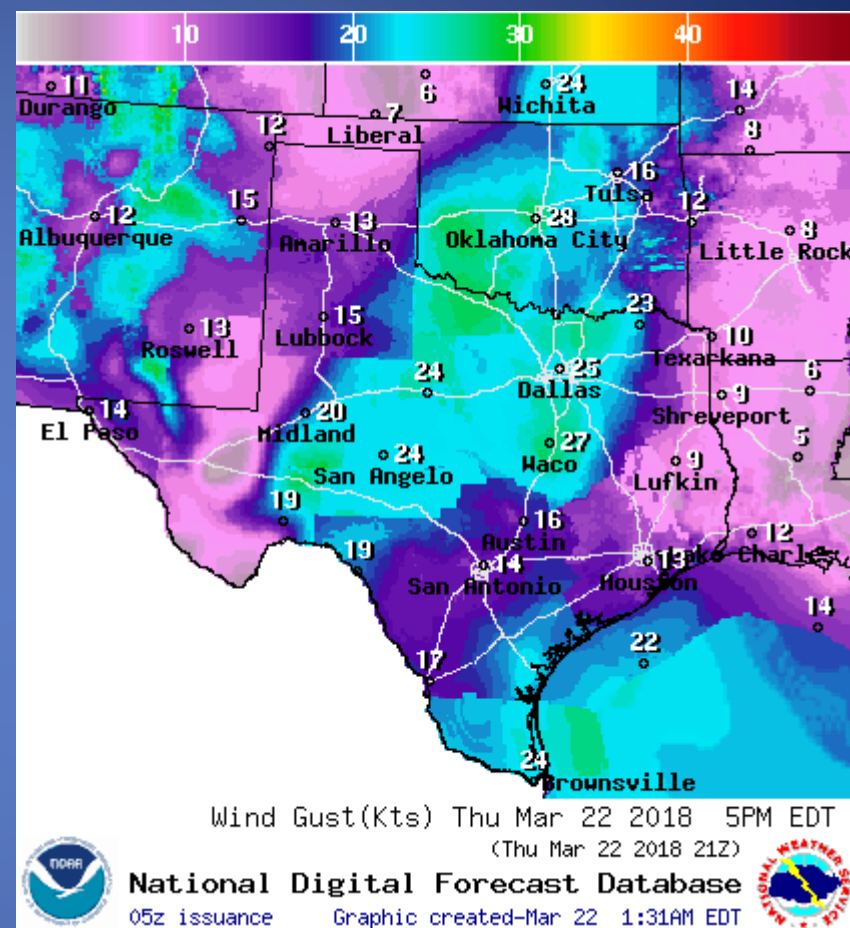 10 20 30 40
11 6 24 14
Durango Wichita
7
Liberal
12 8
16
Tulsa
12 15 13 28 12 8
Albuquerque Amarillo Oklahoma City Little Rock
13 15 23
Roswell Lubbock
10
Texarkana
24 25 9 6
Dallas
14 20 Shreveport
El Paso Midland
24 27 9 5
San Angelo Waco Lufkin
19 16 12
Austin
19 14 13 Lake Charles
San Antonio Houston
14
22
17
24
Brownsville
Wind Gust(Kts) Thu Mar 22 2018 5PM EDT
(Thu Mar 22 2018 21Z)
NOAA
National Digital Forecast Database
NATIONAL WEATHER SERVICE
05z issuance Graphic created-Mar 22 1:31AM EDT